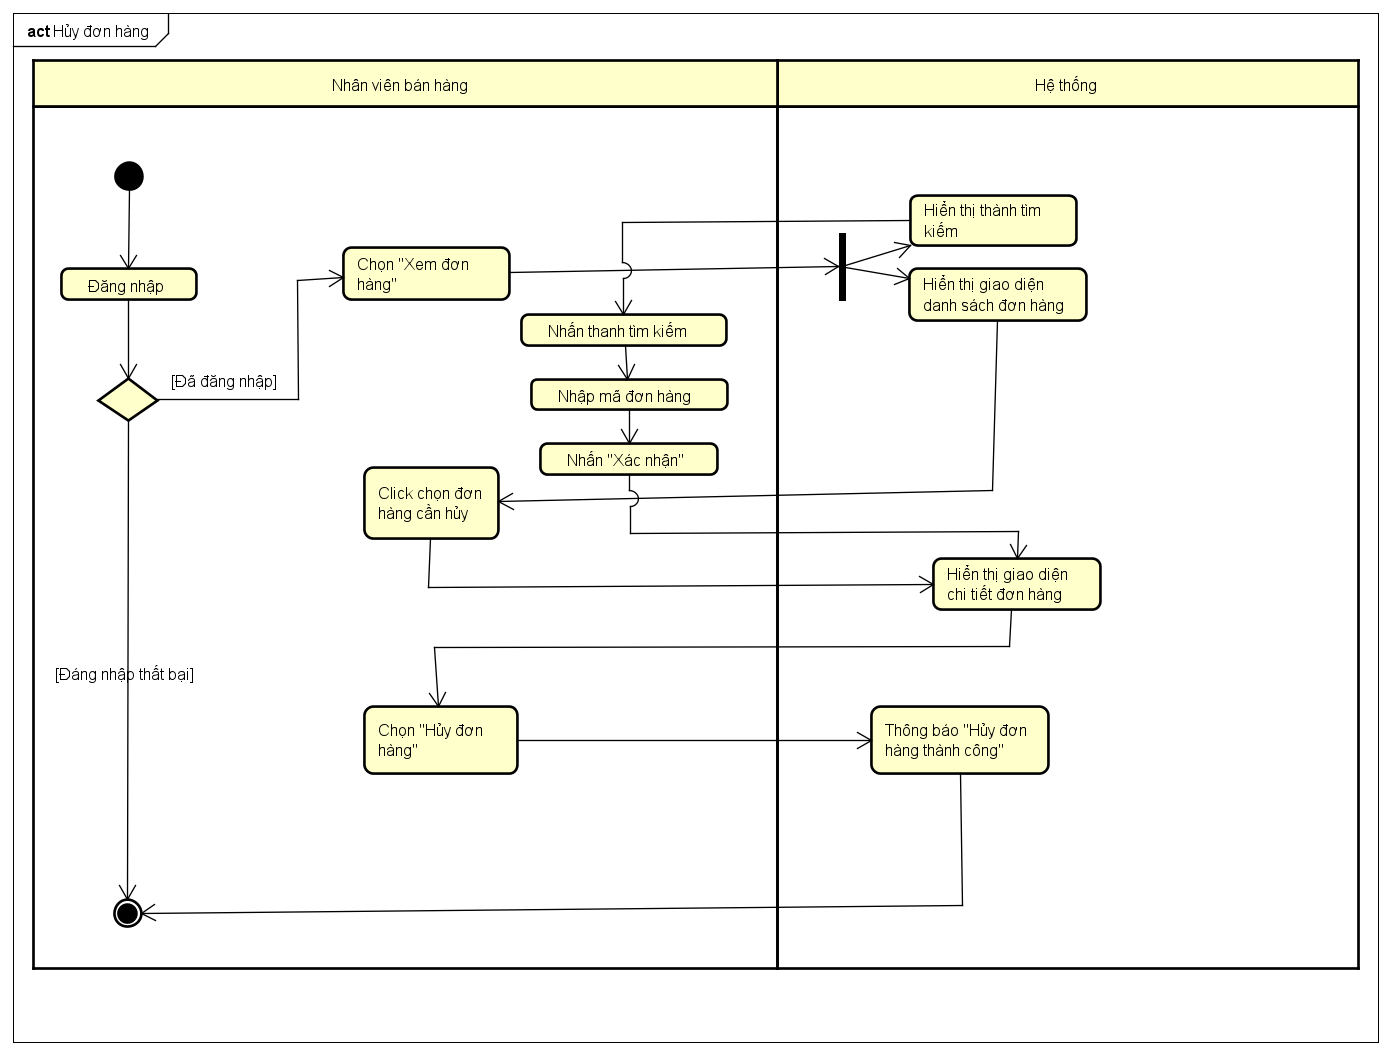 act Hủy đơn hàng
Nhân viên bán hàng
Hệ thống
Hiển thị thành tìm
kiếm
Chọn "Xem đơn
hàng"
Đăng nhập
Hiển thị giao diện
danh sách đơn hàng
Nhấn thanh tìm kiếm
[Đã đăng nhập]
Nhập mã đơn hàng
Nhấn "Xác nhận"
Click chọn đơn
hàng cần hủy
Hiển thị giao diện
chi tiết đơn hàng
[Đáng nhập thất bại]
Chọn "Hủy đơn
hàng"
Thông báo "Hủy đơn
hàng thành công"